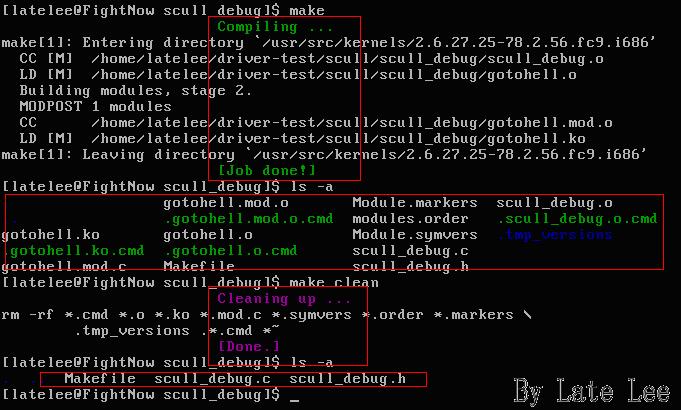 [latelee@FightNow scull_debug]$ make
Compiling ...
make[1]: Entering directory `/usr/src/kernels/2.6.27.25-78.2.56.fc9.i686'
CC [M]  /home/latelee/driver-test/scull/scull_debug/scull_debug.o
LD [M]  /home/latelee/driver-test/scull/scull_debug/gotohell.o
Building modules, stage 2.
MODPOST 1 modules
CC      /home/latelee/driver-test/scull/scull_debug/gotohell.mod.o
LD [M]  /home/latelee/driver-test/scull/scull_debug/gotohell.ko
make[1]: Leaving directory `/usr/src/kernels/2.6.27.25-78.2.56.fc9.i686'
[Job done!]
[latelee@FightNow scull_debug]$ ls -a
. gotohell.mod.o Module.markers scull_debug.o
.gotohell.mod.o.cmd modules.order .scull_debug.o.cmd
gotohell.ko gotohell.o Module.symvers .tmp_versions
.gotohell.ko.cmd .gotohell.o.cmd scull_debug.c
gotohell.mod.c Makefile scull_debug.h
[latelee@FightNow scull_debug]$ make clean
Cleaning up ...
rm -rf *.cmd *.o *.ko *.mod.c *.symvers *.order *.markers \
.tmp_versions .*.cmd *~
[Done.]
[latelee@FightNow scull_debug]$ ls -a
. .. Makefile scull_debug.c scull_debug.h
[latelee@FightNow scull_debug]$ _
By Late Lee